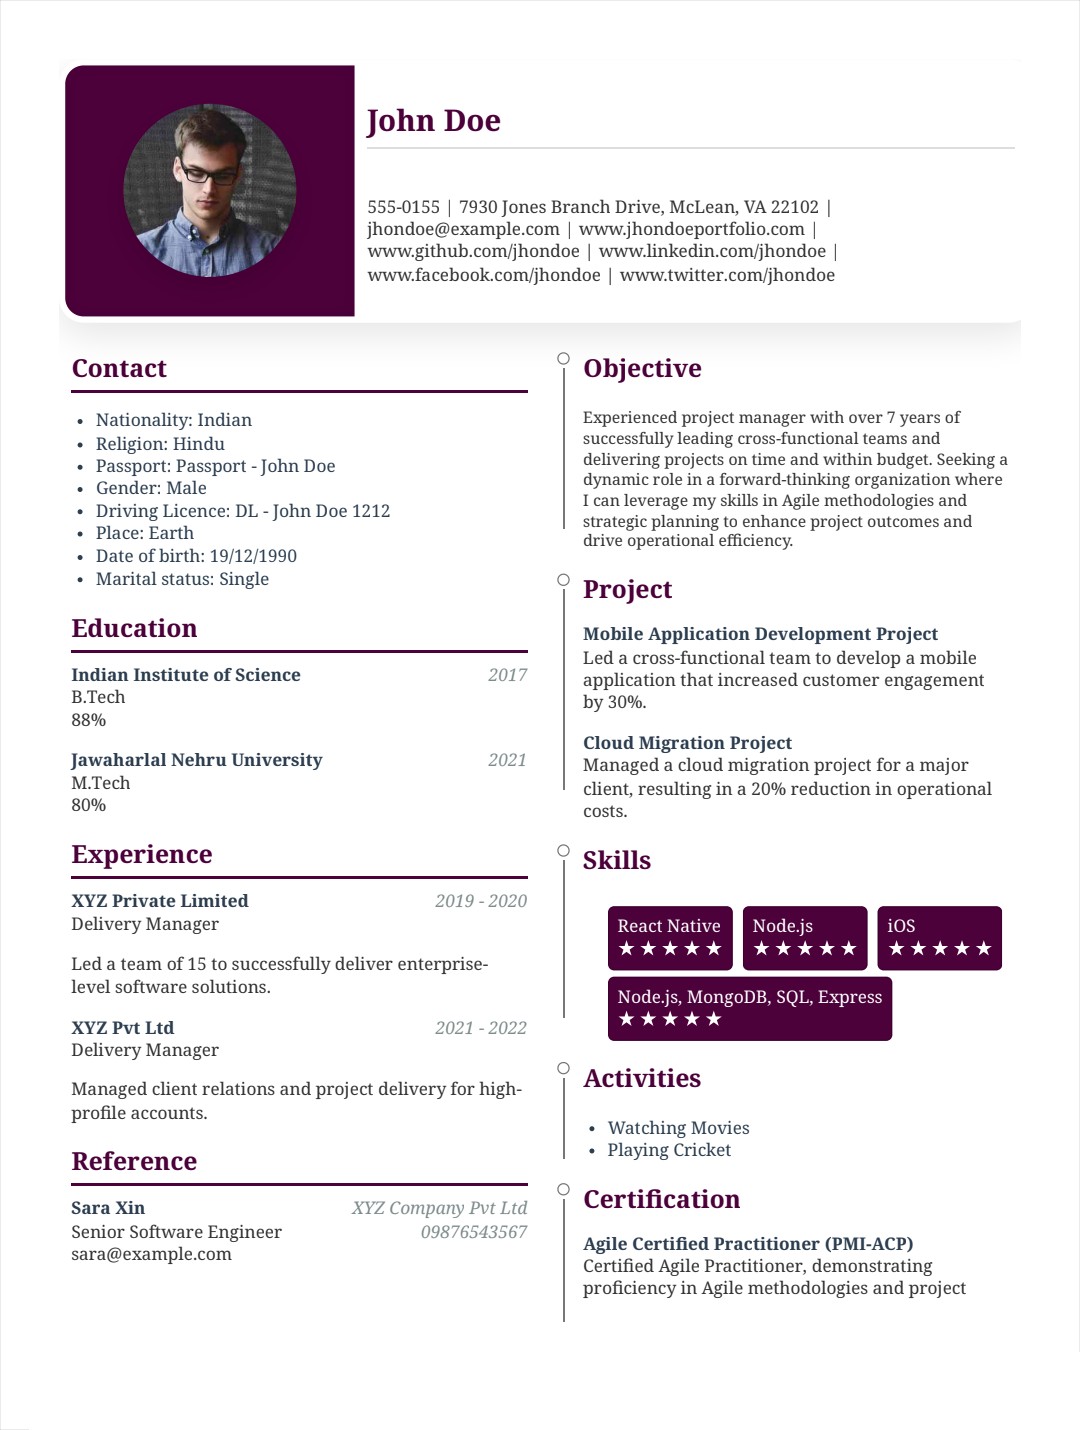 John Doe
555-0155 | 7930 Jones Branch Drive, McLean, VA 22102 |
jhondoe@example.com | www.jhondoeportfolio.com |
www.github.com/jhondoe | www.linkedin.com/jhondoe |
www.facebook.com/jhondoe | www.twitter.com/jhondoe
Contact
• Nationality: Indian
• Religion: Hindu
• Passport: Passport - John Doe
• Gender: Male
• Driving Licence: DL - John Doe 1212
• Place: Earth
• Date of birth: 19/12/1990
• Marital status: Single
Education
Indian Institute of Science 2017
B.Tech
88%
Jawaharlal Nehru University 2021
M.Tech
80%
Experience
XYZ Private Limited 2019 - 2020
Delivery Manager
Led a team of 15 to successfully deliver enterprise-
level software solutions.
XYZ Pvt Ltd 2021 - 2022
Delivery Manager
Managed client relations and project delivery for high-
profile accounts.
Reference
Sara Xin XYZ Company Pvt Ltd
Senior Software Engineer 09876543567
sara@example.com
Objective
Experienced project manager with over 7 years of
successfully leading cross-functional teams and
delivering projects on time and within budget. Seeking a
dynamic role in a forward-thinking organization where
I can leverage my skills in Agile methodologies and
strategic planning to enhance project outcomes and
drive operational efficiency.
Project
Mobile Application Development Project
Led a cross-functional team to develop a mobile
application that increased customer engagement
by 30%.
Cloud Migration Project
Managed a cloud migration project for a major
client, resulting in a 20% reduction in operational
costs.
Skills
React Native
★★★★★
Node.js
★★★★★
iOS
★★★★★
Node.js, MongoDB, SQL, Express
★★★★★
Activities
• Watching Movies
• Playing Cricket
Certification
Agile Certified Practitioner (PMI-ACP)
Certified Agile Practitioner, demonstrating
proficiency in Agile methodologies and project